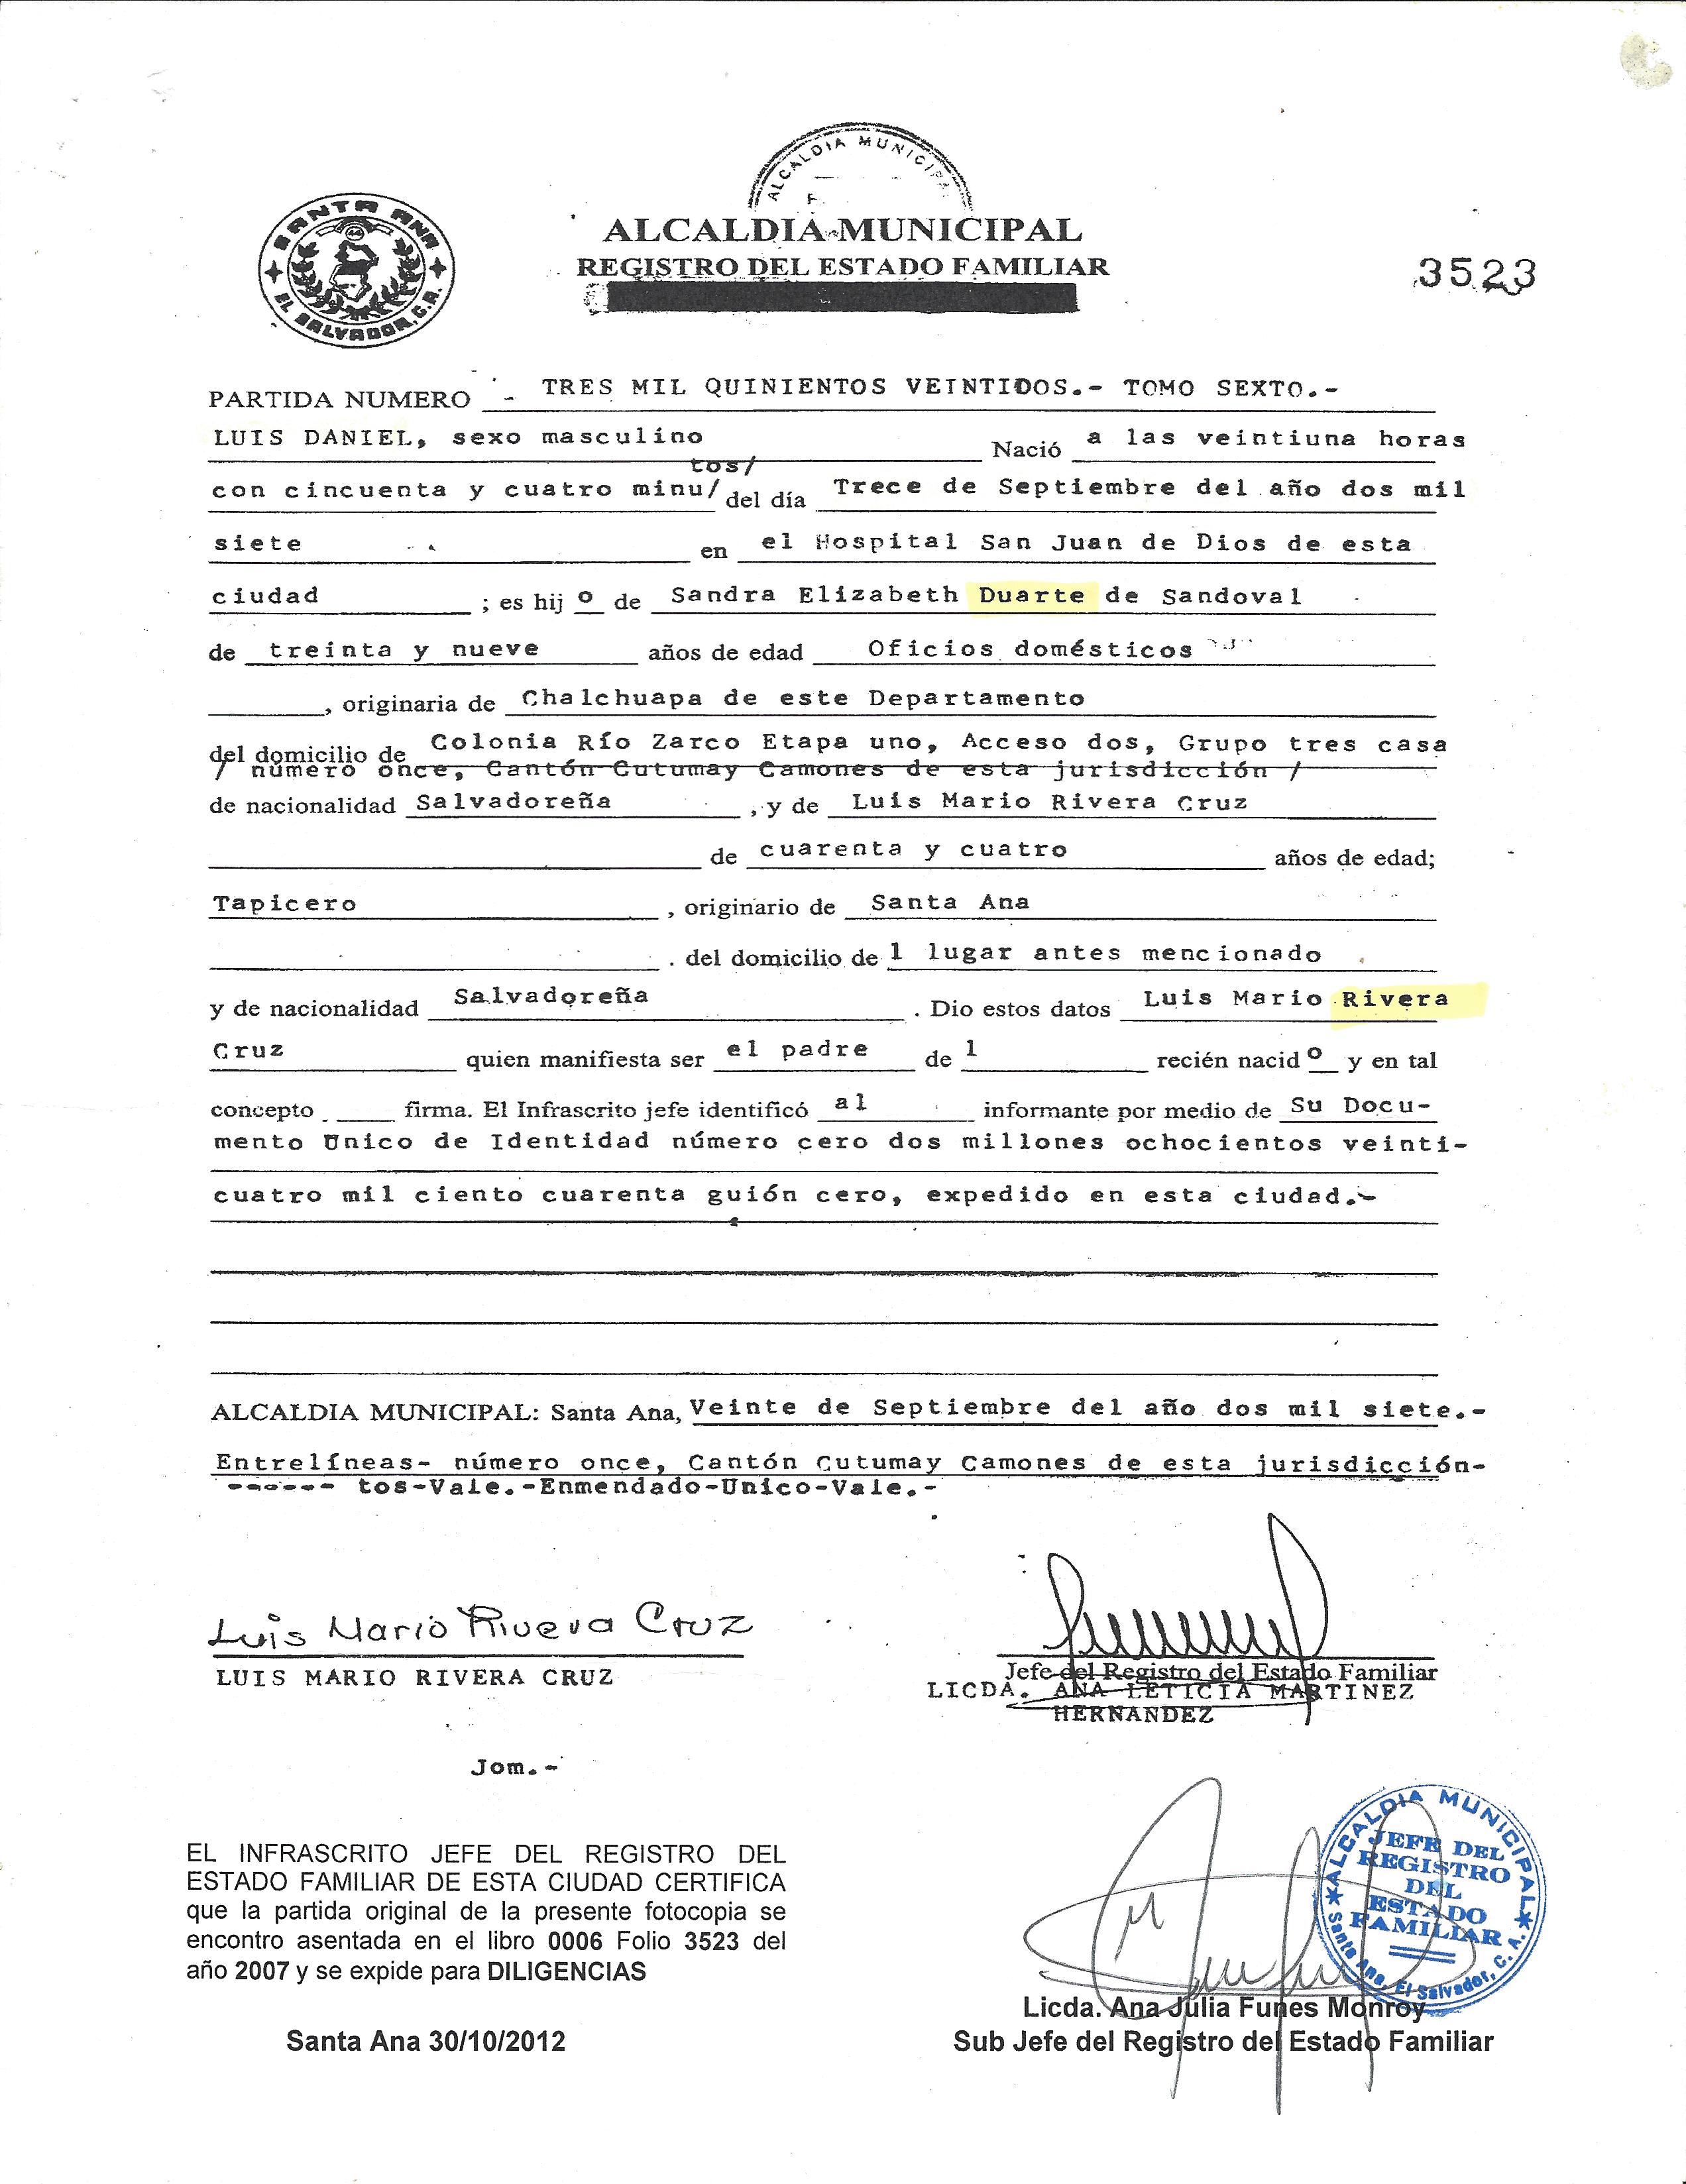 ALCALDIA MUNICIPAL
SANTA ANA
44
EL SALVADOR, C.A.
ALCALDIA MUNICIPAL
REGISTRO DEL ESTADO FAMILIAR
3523
PARTIDA NUMERO - TRES MIL QUINIENTOS VEINTIDOS.- TOMO SEXTO.-
LUIS DANIEL, sexo masculino Nació a las veintiuna horas
tos/
con cincuenta y cuatro minu/ del día Trece de Septiembre del año dos mil
siete en el Hospital San Juan de Dios de esta
ciudad ; es hij o de Sandra Elizabeth Duarte de Sandoval
de treinta y nueve años de edad Oficios domésticos
, originaria de Chalchuapa de este Departamento
del domicilio de Colonia Río Zarco Etapa uno, Acceso dos, Grupo tres casa
/ número once, Cantón Cutumay Camones de esta jurisdicción /
de nacionalidad Salvadoreña , y de Luis Mario Rivera Cruz
de cuarenta y cuatro años de edad;
Tapicero , originario de Santa Ana
. del domicilio de l lugar antes mencionado
y de nacionalidad Salvadoreña . Dio estos datos Luis Mario Rivera
Cruz quien manifiesta ser el padre de l recién nacid o y en tal
concepto firma. El Infrascrito jefe identificó al informante por medio de Su Docu-
mento Unico de Identidad número cero dos millones ochocientos veinti-
cuatro mil ciento cuarenta guión cero, expedido en esta ciudad.-
ALCALDIA MUNICIPAL: Santa Ana, Veinte de Septiembre del año dos mil siete.-
Entrelíneas- número once, Cantón Cutumay Camones de esta jurisdicción-
------ tos-Vale.-Enmendado-Unico-Vale.-
Luis Mario Rivera Cruz
LUIS MARIO RIVERA CRUZ
Jefe del Registro del Estado Familiar
LICDA. ANA LETICIA MARTINEZ
HERNANDEZ
Jom.-
EL INFRASCRITO JEFE DEL REGISTRO DEL
ESTADO FAMILIAR DE ESTA CIUDAD CERTIFICA
que la partida original de la presente fotocopia se
encontro asentada en el libro 0006 Folio 3523 del
año 2007 y se expide para DILIGENCIAS
Santa Ana 30/10/2012
ALCALDIA MUNICIPAL
JEFE DEL
REGISTRO
DEL
ESTADO
FAMILIAR
Santa Ana, El Salvador, C. A.
Licda. Ana Julia Funes Monroy
Sub Jefe del Registro del Estado Familiar